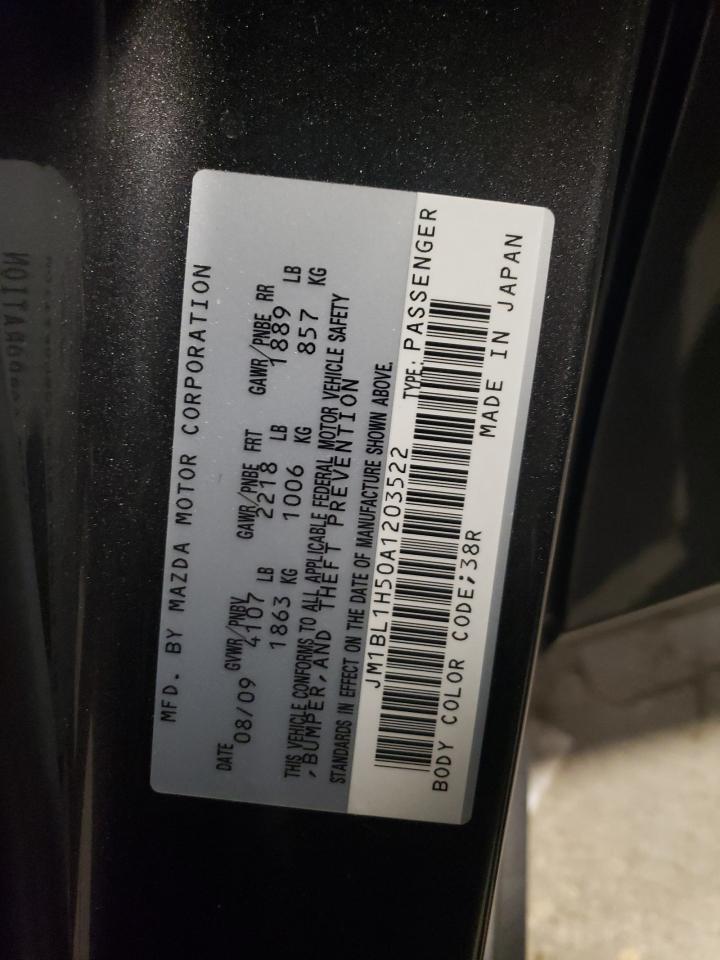 MFD. BY MAZDA MOTOR CORPORATION
DATE GVWR/PNBV GAWR/PNBE FRT GAWR/PNBE RR
08/09 4107 LB 2218 LB 1889 LB
1863 KG 1006 KG 857 KG
THIS VEHICLE CONFORMS TO ALL APPLICABLE FEDERAL MOTOR VEHICLE SAFETY
,BUMPER,AND THEFT PREVENTION
STANDARDS IN EFFECT ON THE DATE OF MANUFACTURE SHOWN ABOVE.
JM1BL1H50A1203522 TYPE: PASSENGER
BODY COLOR CODE;38R MADE IN JAPAN